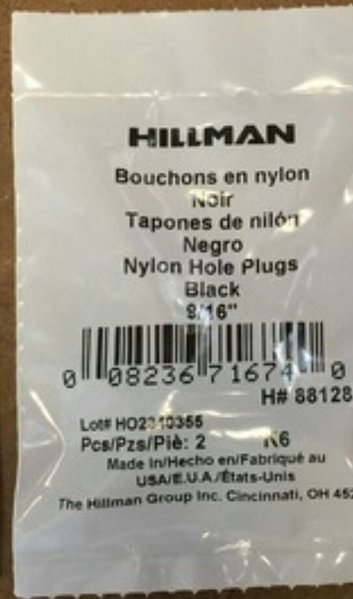 HILLMAN
Bouchons en nylon
Noir
Tapones de nilón
Negro
Nylon Hole Plugs
Black
9/16"
0 08236 71674 0
H# 88128
Lot# HO2310355
Pcs/Pzs/Piè: 2 K6
Made In/Hecho en/Fabriqué au
USA/E.U.A./États-Unis
The Hillman Group Inc. Cincinnati, OH 452